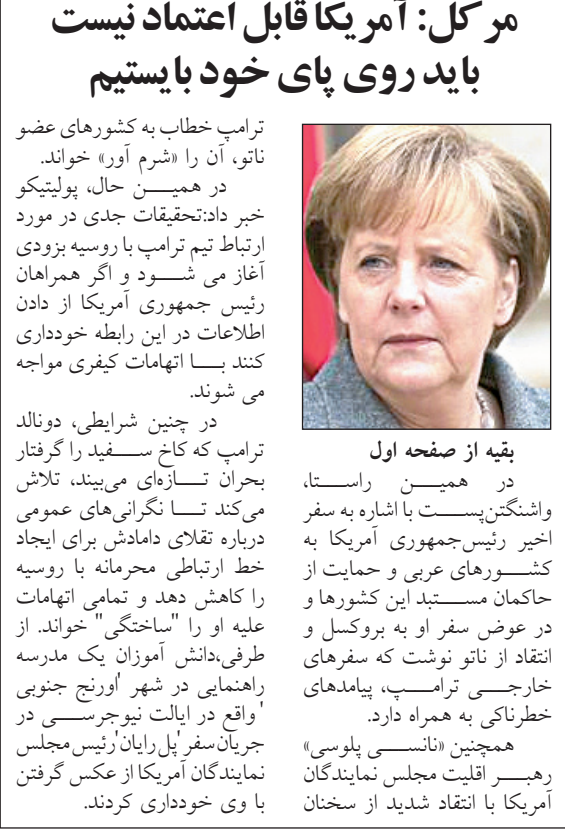 مرکل: آمریکا قابل اعتماد نیست
باید روی پای خود بایستیم
بقیه از صفحه اول
در همین راستا،
واشنگتن‌پست با اشاره به سفر
اخیر رئیس‌جمهوری آمریکا به
کشورهای عربی و حمایت از
حاکمان مستبد این کشورها و
در عوض سفر او به بروکسل و
انتقاد از ناتو نوشت که سفرهای
خارجی ترامپ، پیامدهای
خطرناکی به همراه دارد.
همچنین «نانسی پلوسی»
رهبر اقلیت مجلس نمایندگان
آمریکا با انتقاد شدید از سخنان
ترامپ خطاب به کشورهای عضو
ناتو، آن را «شرم آور» خواند.
در همین حال، پولیتیکو
خبر داد:تحقیقات جدی در مورد
ارتباط تیم ترامپ با روسیه بزودی
آغاز می شود و اگر همراهان
رئیس جمهوری آمریکا از دادن
اطلاعات در این رابطه خودداری
کنند با اتهامات کیفری مواجه
می شوند.
در چنین شرایطی، دونالد
ترامپ که کاخ سفید را گرفتار
بحران تازه‌ای می‌بیند، تلاش
می‌کند تا نگرانی‌های عمومی
درباره تقلای دامادش برای ایجاد
خط ارتباطی محرمانه با روسیه
را کاهش دهد و تمامی اتهامات
علیه او را "ساختگی" خواند. از
طرفی،دانش آموزان یک مدرسه
راهنمایی در شهر 'اورنج جنوبی
' واقع در ایالت نیوجرسی در
جریان سفر 'پل رایان' رئیس مجلس
نمایندگان آمریکا از عکس گرفتن
با وی خودداری کردند.